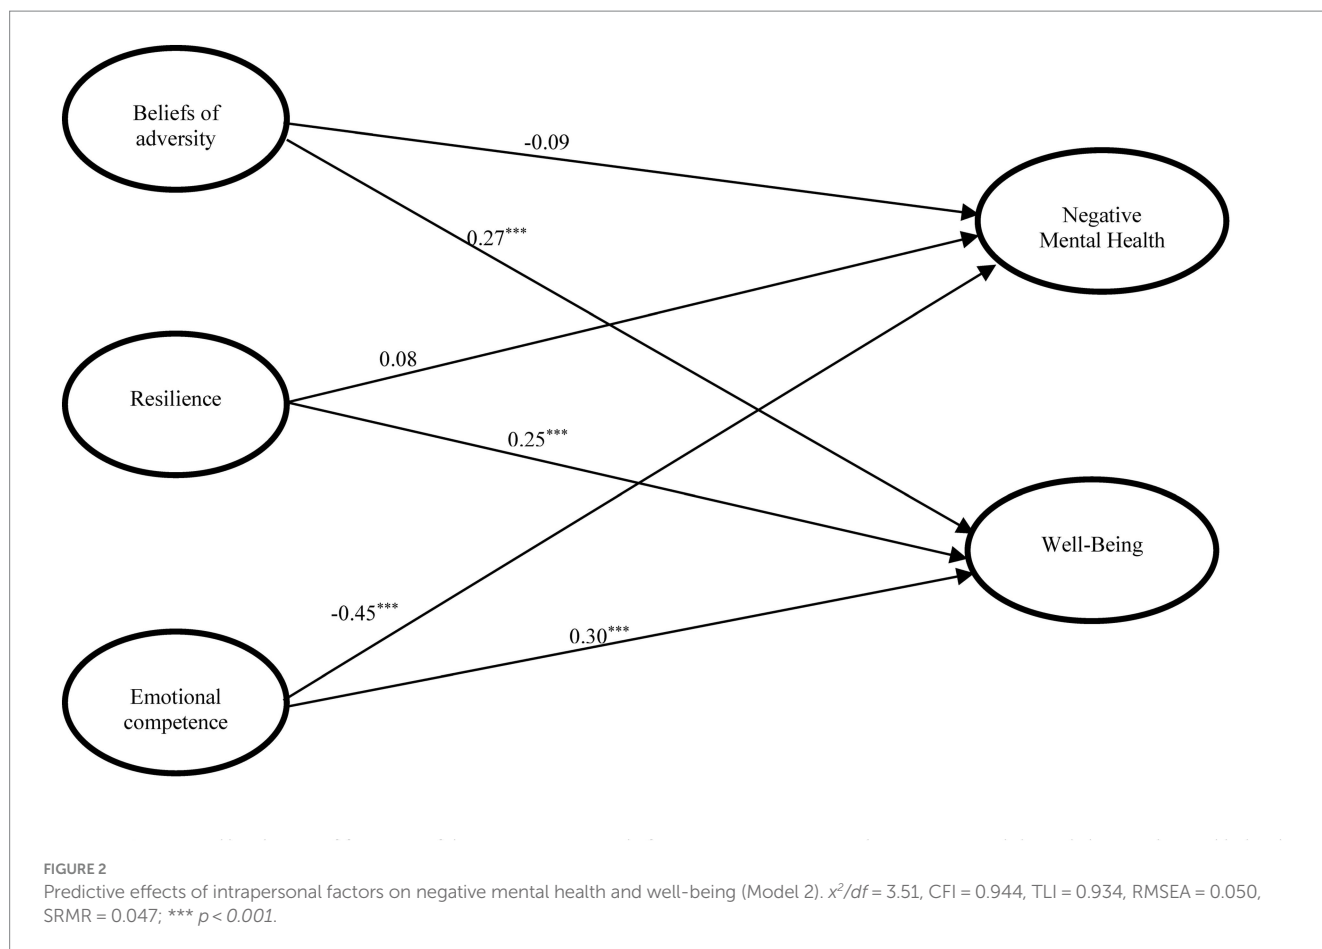 Beliefs of
adversity
-0.09
Negative
Mental Health
0.27***
0.08
Resilience
0.25***
Well-Being
-0.45***
0.30***
Emotional
competence
FIGURE 2
Predictive effects of intrapersonal factors on negative mental health and well-being (Model 2). x²/df = 3.51, CFI = 0.944, TLI = 0.934, RMSEA = 0.050,
SRMR = 0.047; *** p < 0.001.